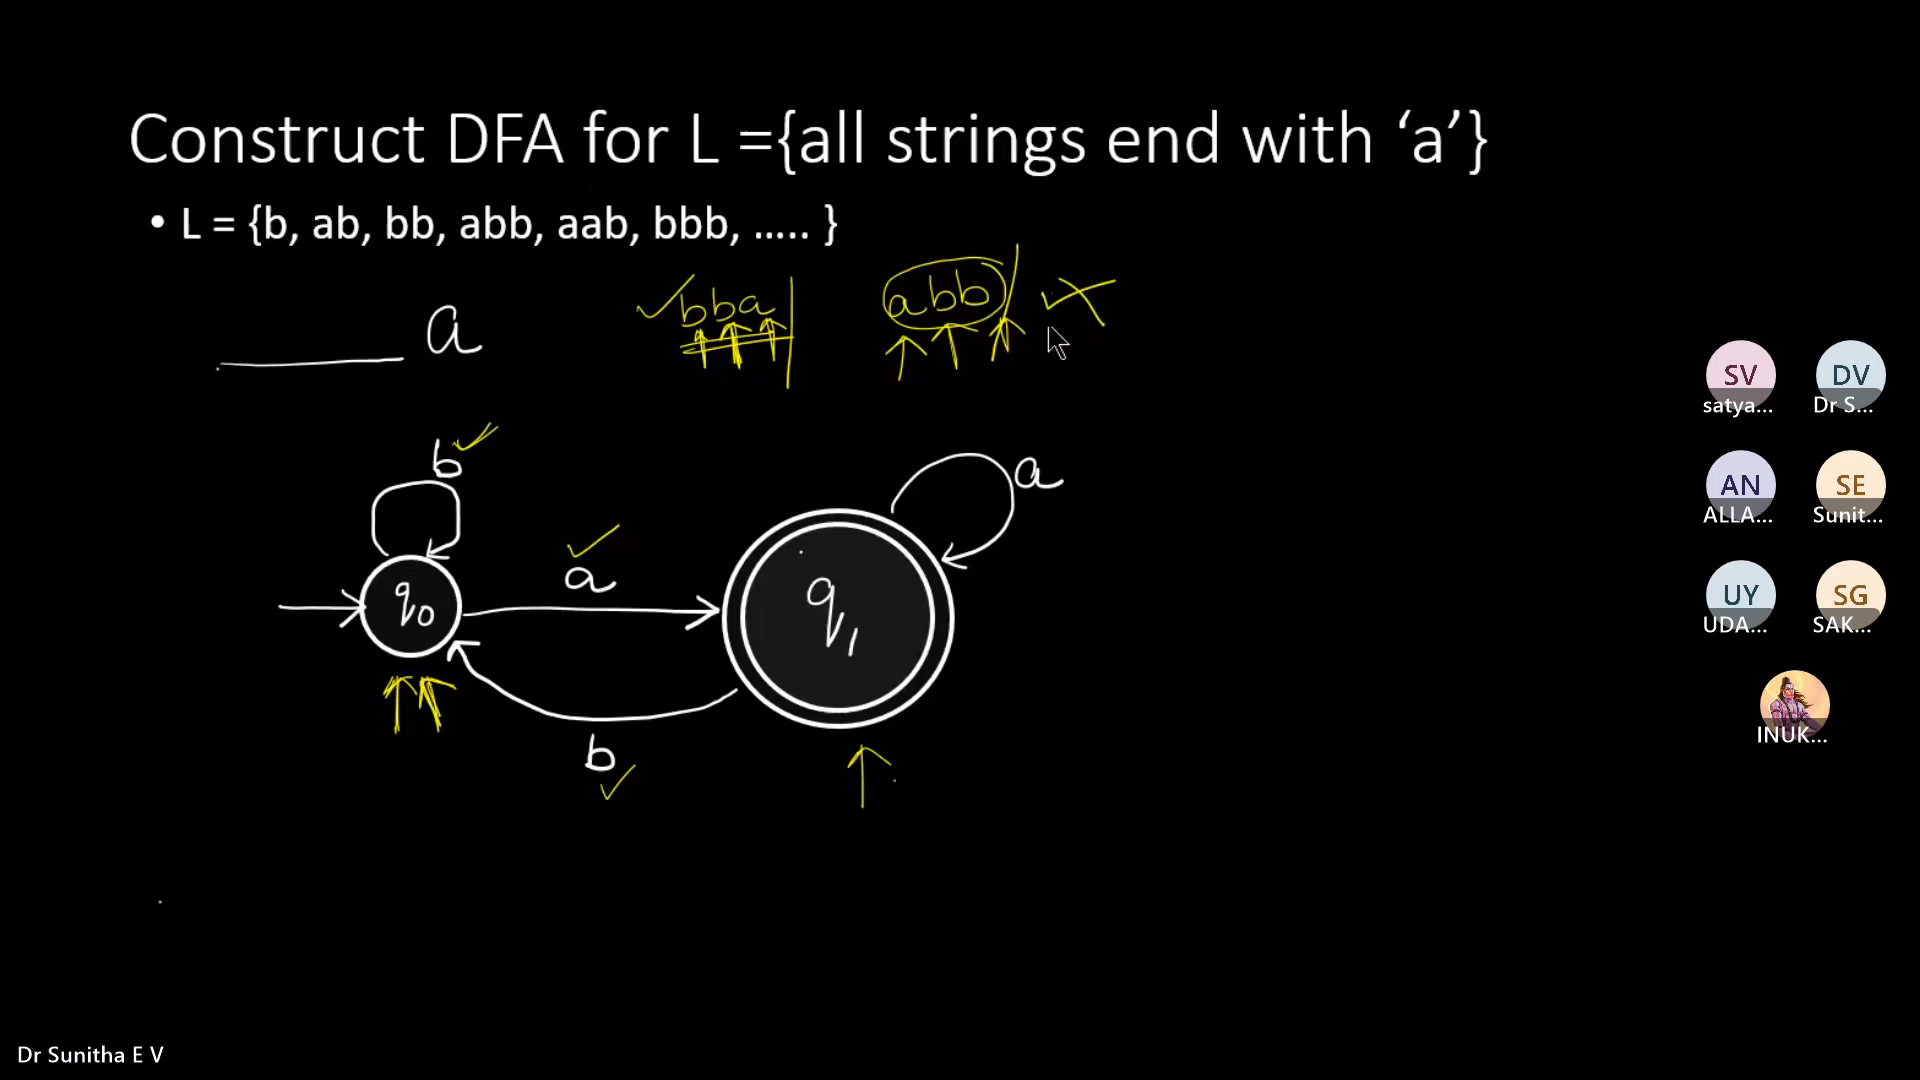 Construct DFA for L ={all strings end with ‘a’}
• L = {b, ab, bb, abb, aab, bbb, ..... }
a
bba
abb
b
a
a
q0
q1
b
SV
satya...
DV
Dr S...
AN
ALLA...
SE
Sunit...
UY
UDA...
SG
SAK...
INUK...
Dr Sunitha E V